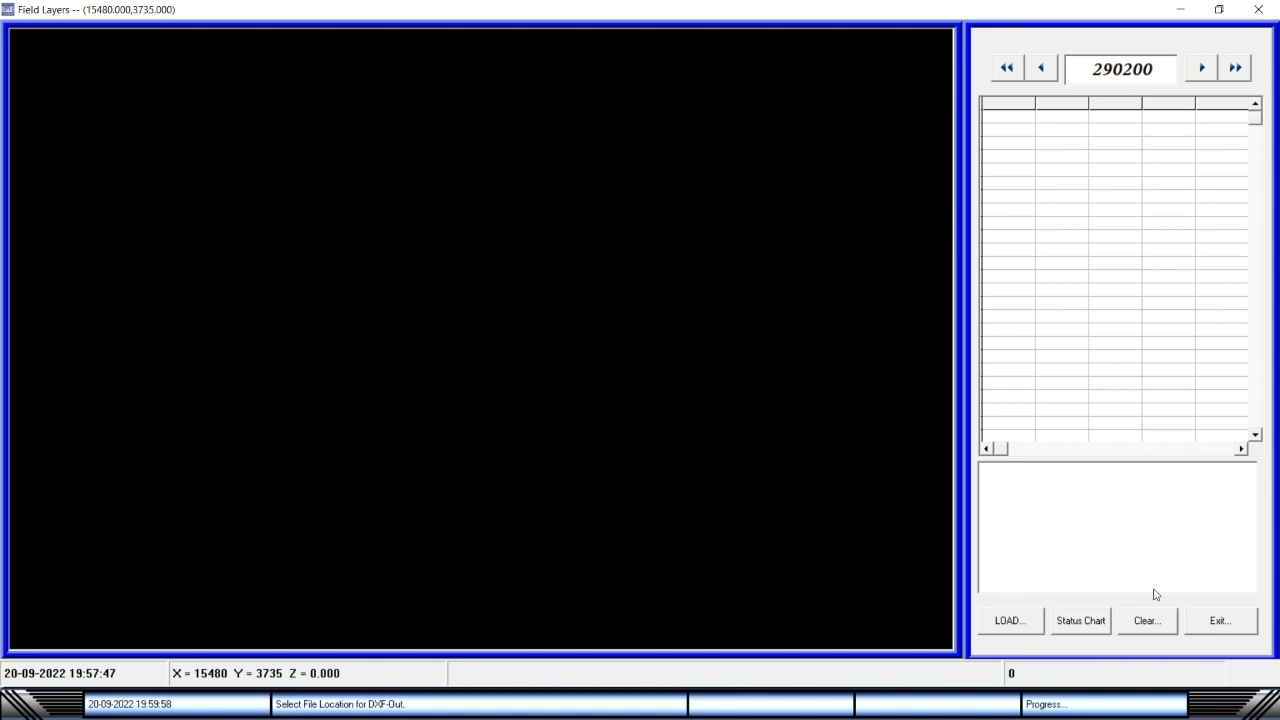 Field Layers -- (15480.000,3735.000)
290200
LOAD... Status Chart Clear... Exit...
20-09-2022 19:57:47 X = 15480 Y = 3735 Z = 0.000 0
20-09-2022 19:59:58 Select File Location for DXF-Out. Progress...